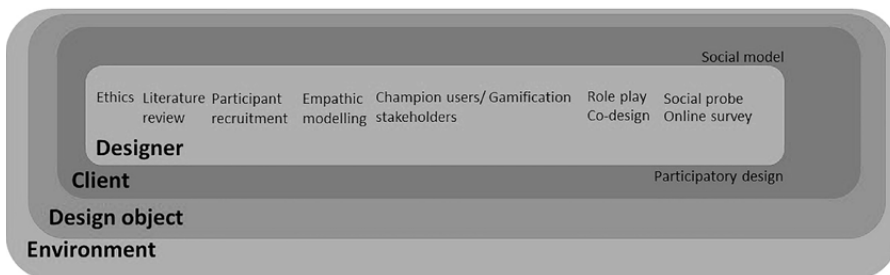 Social model
Ethics Literature Participant Empathic Champion users/ Gamification Role play Social probe
review recruitment modelling stakeholders Co-design Online survey
Designer
Client Participatory design
Design object
Environment